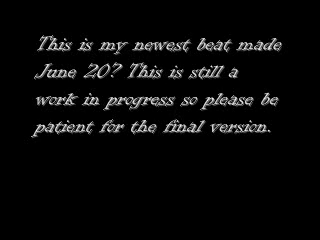 This is my newest beat made
June 20? This is still a
work in progress so please be
patient for the final version.